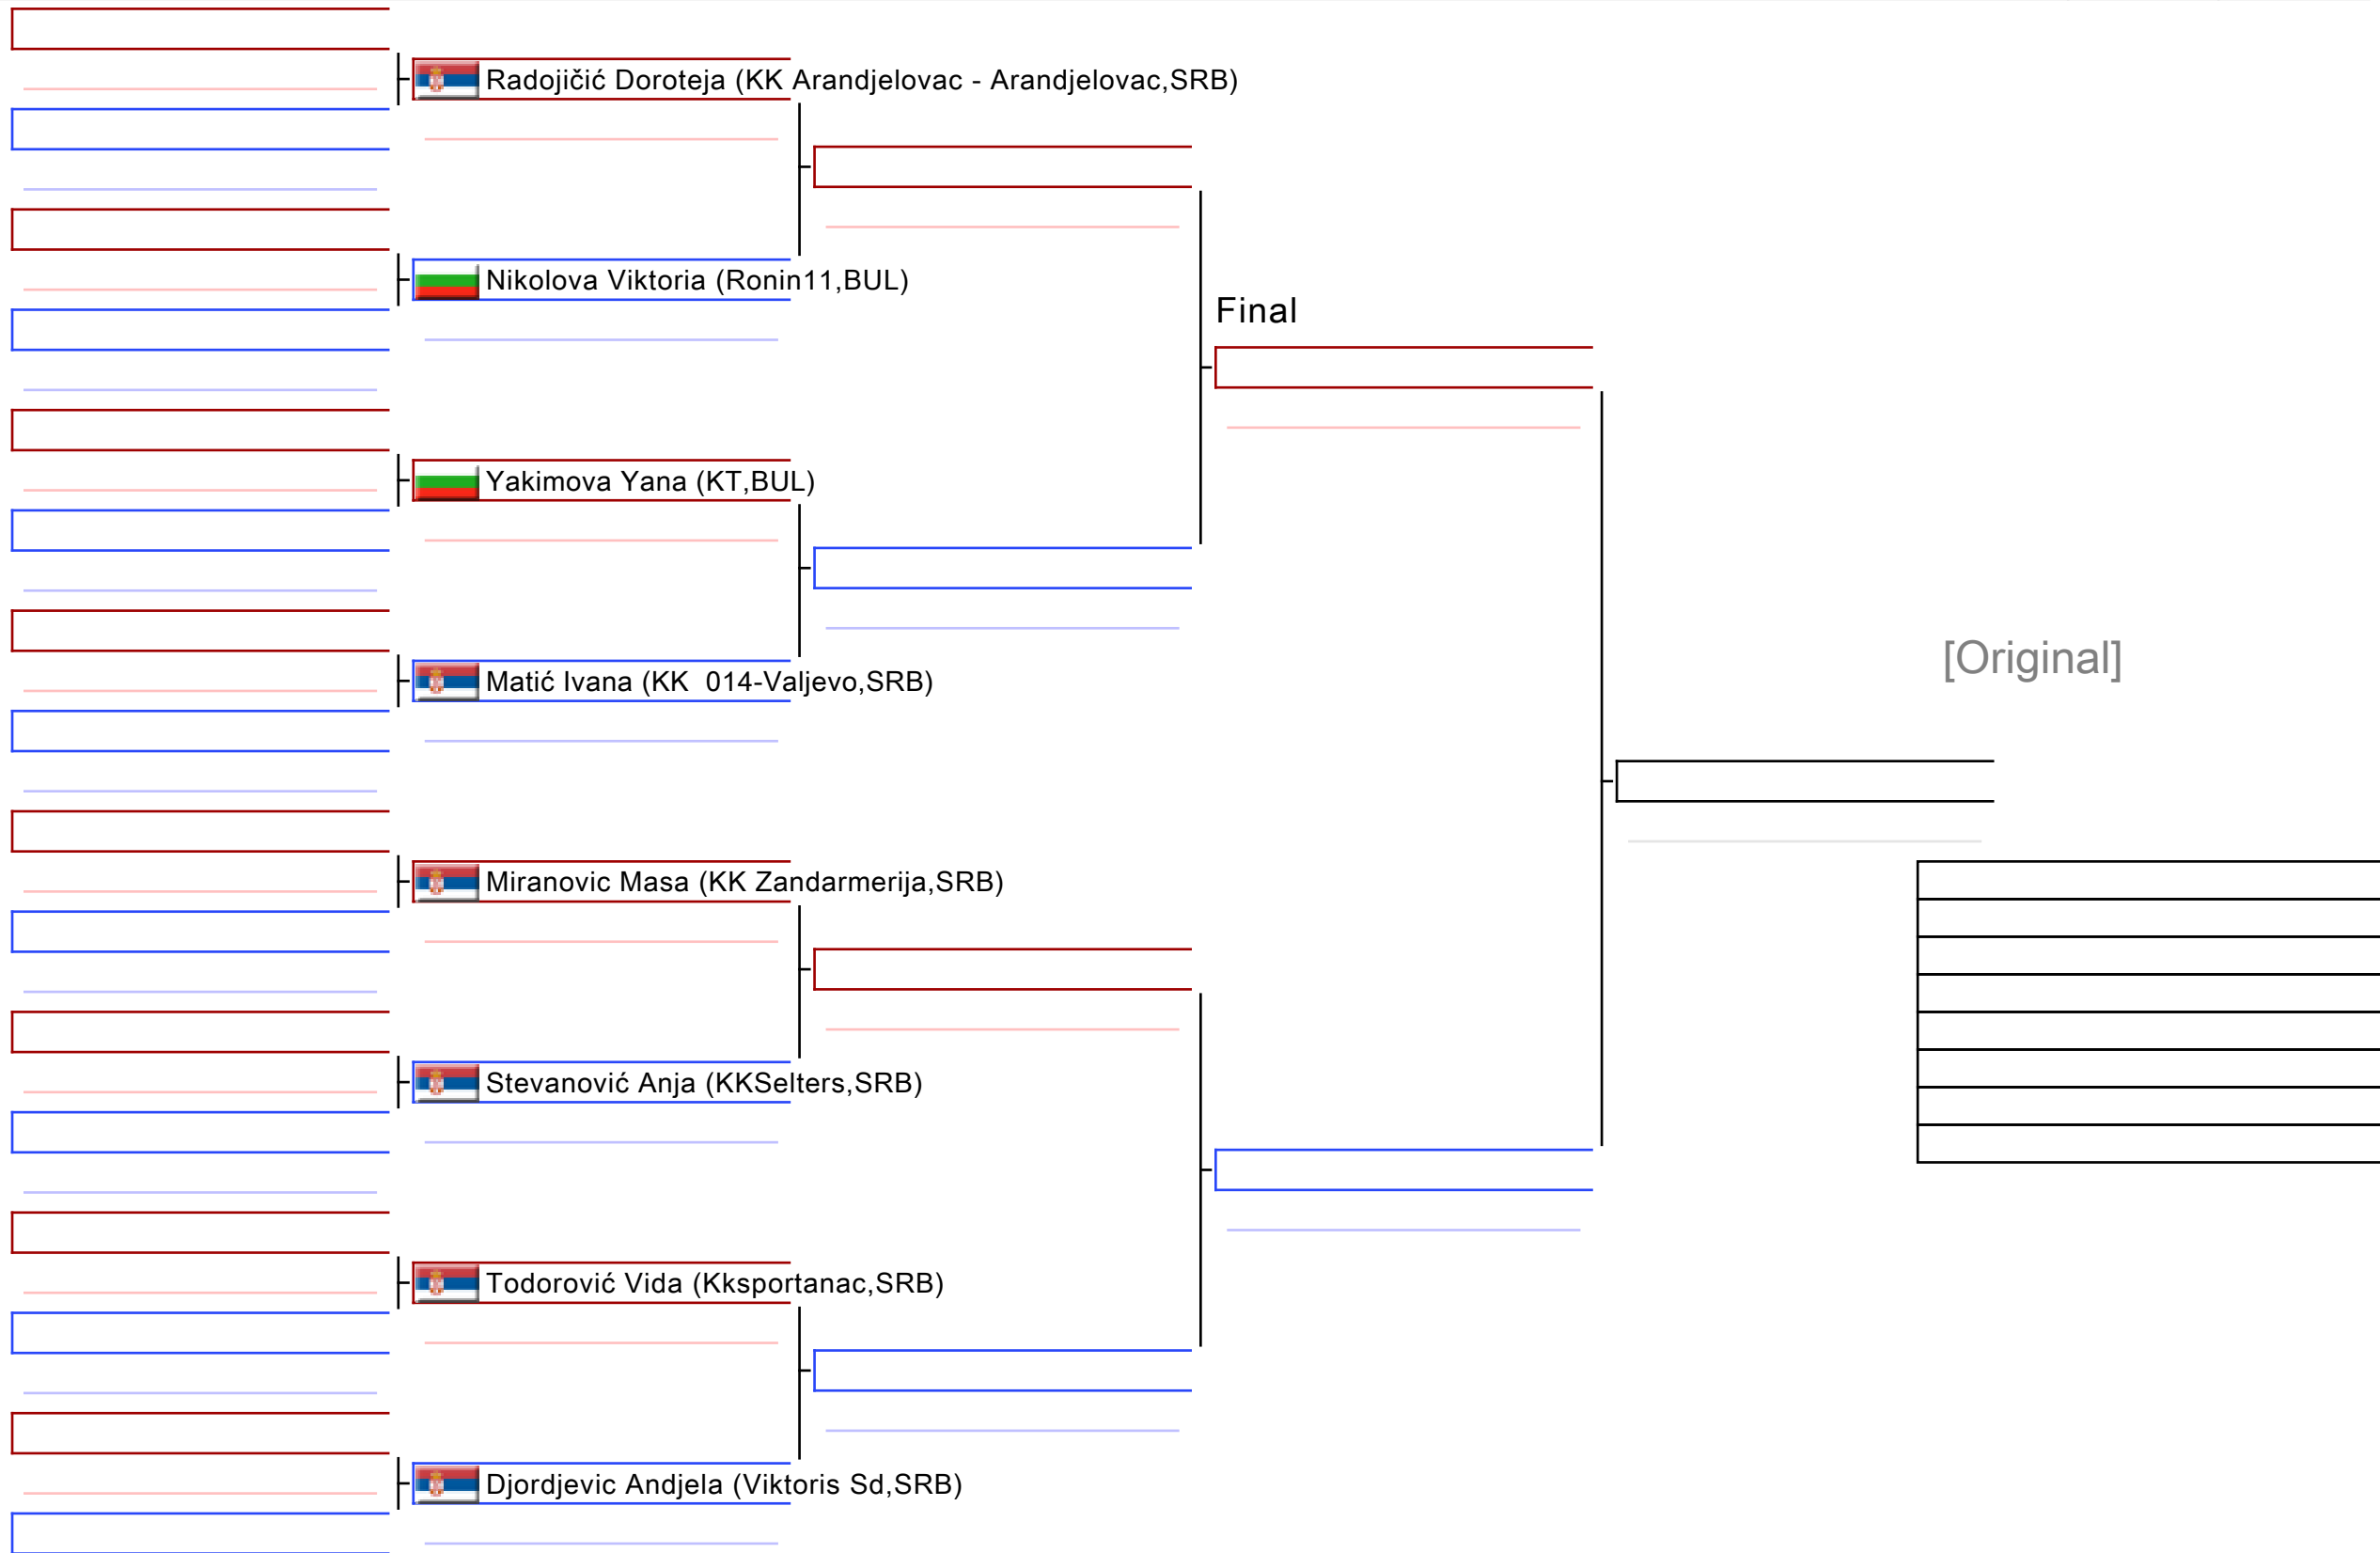 Radojičić Doroteja (KK Arandjelovac - Arandjelovac,SRB)
Nikolova Viktoria (Ronin11,BUL)
Final
Yakimova Yana (KT,BUL)
[Original]
Matić Ivana (KK  014-Valjevo,SRB)
Miranovic Masa (KK Zandarmerija,SRB)
Stevanović Anja (KKSelters,SRB)
Todorović Vida (Kksportanac,SRB)
Djordjevic Andjela (Viktoris Sd,SRB)